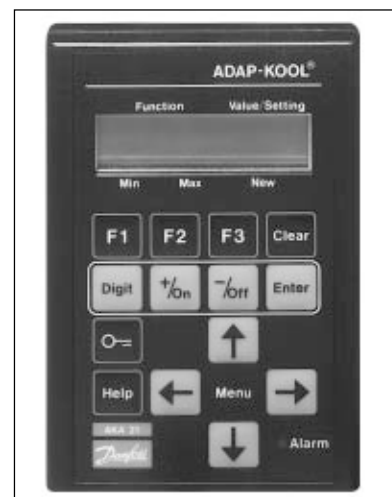 ADAP-KOOL®
Function Value/Setting
Min Max New
F1 F2 F3 Clear
Digit +/On -/Off Enter
Help Menu
AKA 21
Danfoss Alarm